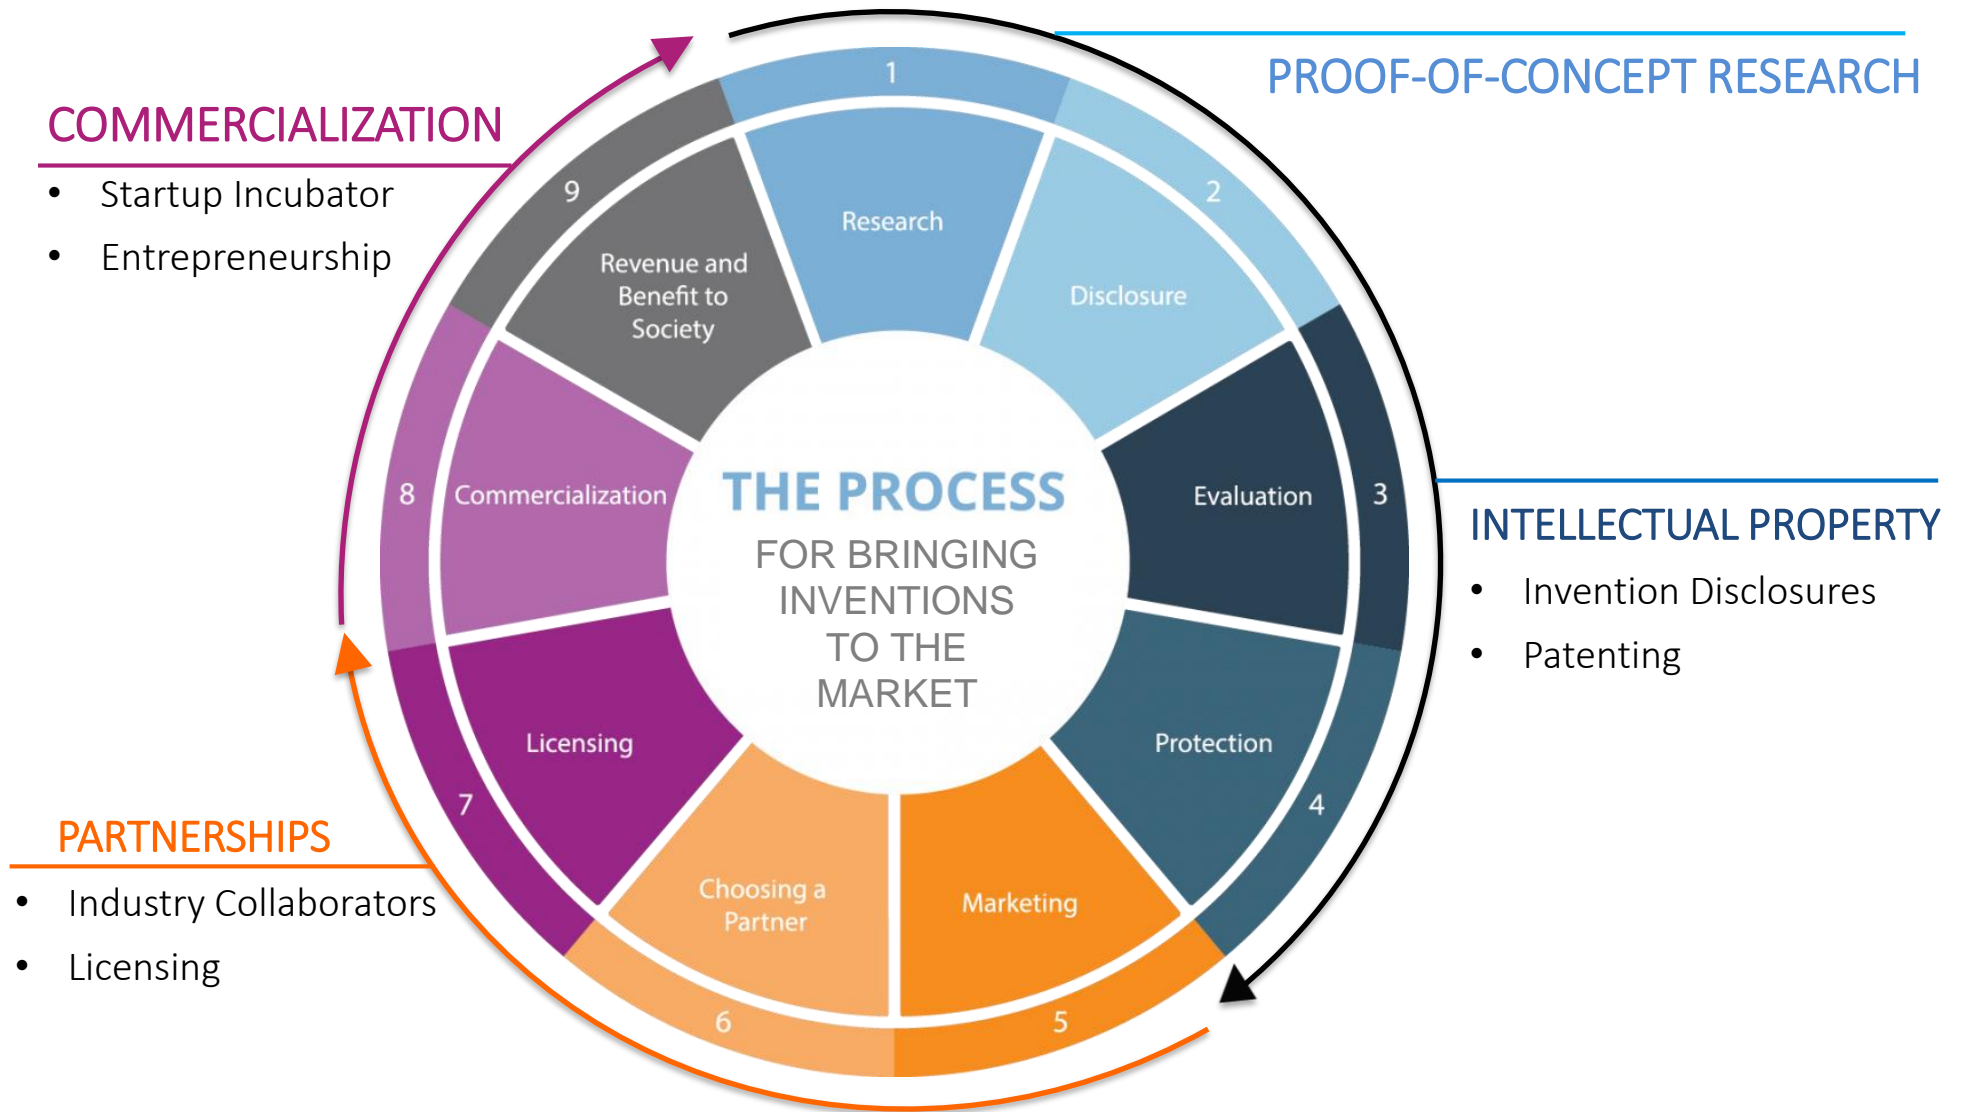 PROOF-OF-CONCEPT RESEARCH
COMMERCIALIZATION
• Startup Incubator
• Entrepreneurship
1
Research
2
Disclosure
3
Evaluation
4
Protection
5
Marketing
6
Choosing a
Partner
7
Licensing
8
Commercialization
9
Revenue and
Benefit to
Society
THE PROCESS
FOR BRINGING
INVENTIONS
TO THE
MARKET
INTELLECTUAL PROPERTY
• Invention Disclosures
• Patenting
PARTNERSHIPS
• Industry Collaborators
• Licensing